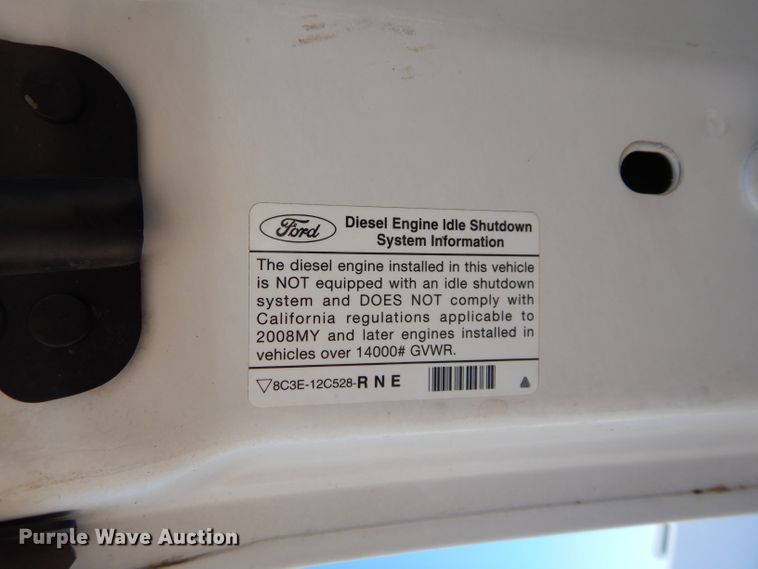 Ford
Diesel Engine Idle Shutdown
System Information
The diesel engine installed in this vehicle
is NOT equipped with an idle shutdown
system and DOES NOT comply with
California regulations applicable to
2008MY and later engines installed in
vehicles over 14000# GVWR.
8C3E-12C528-RNE
Purple Wave Auction